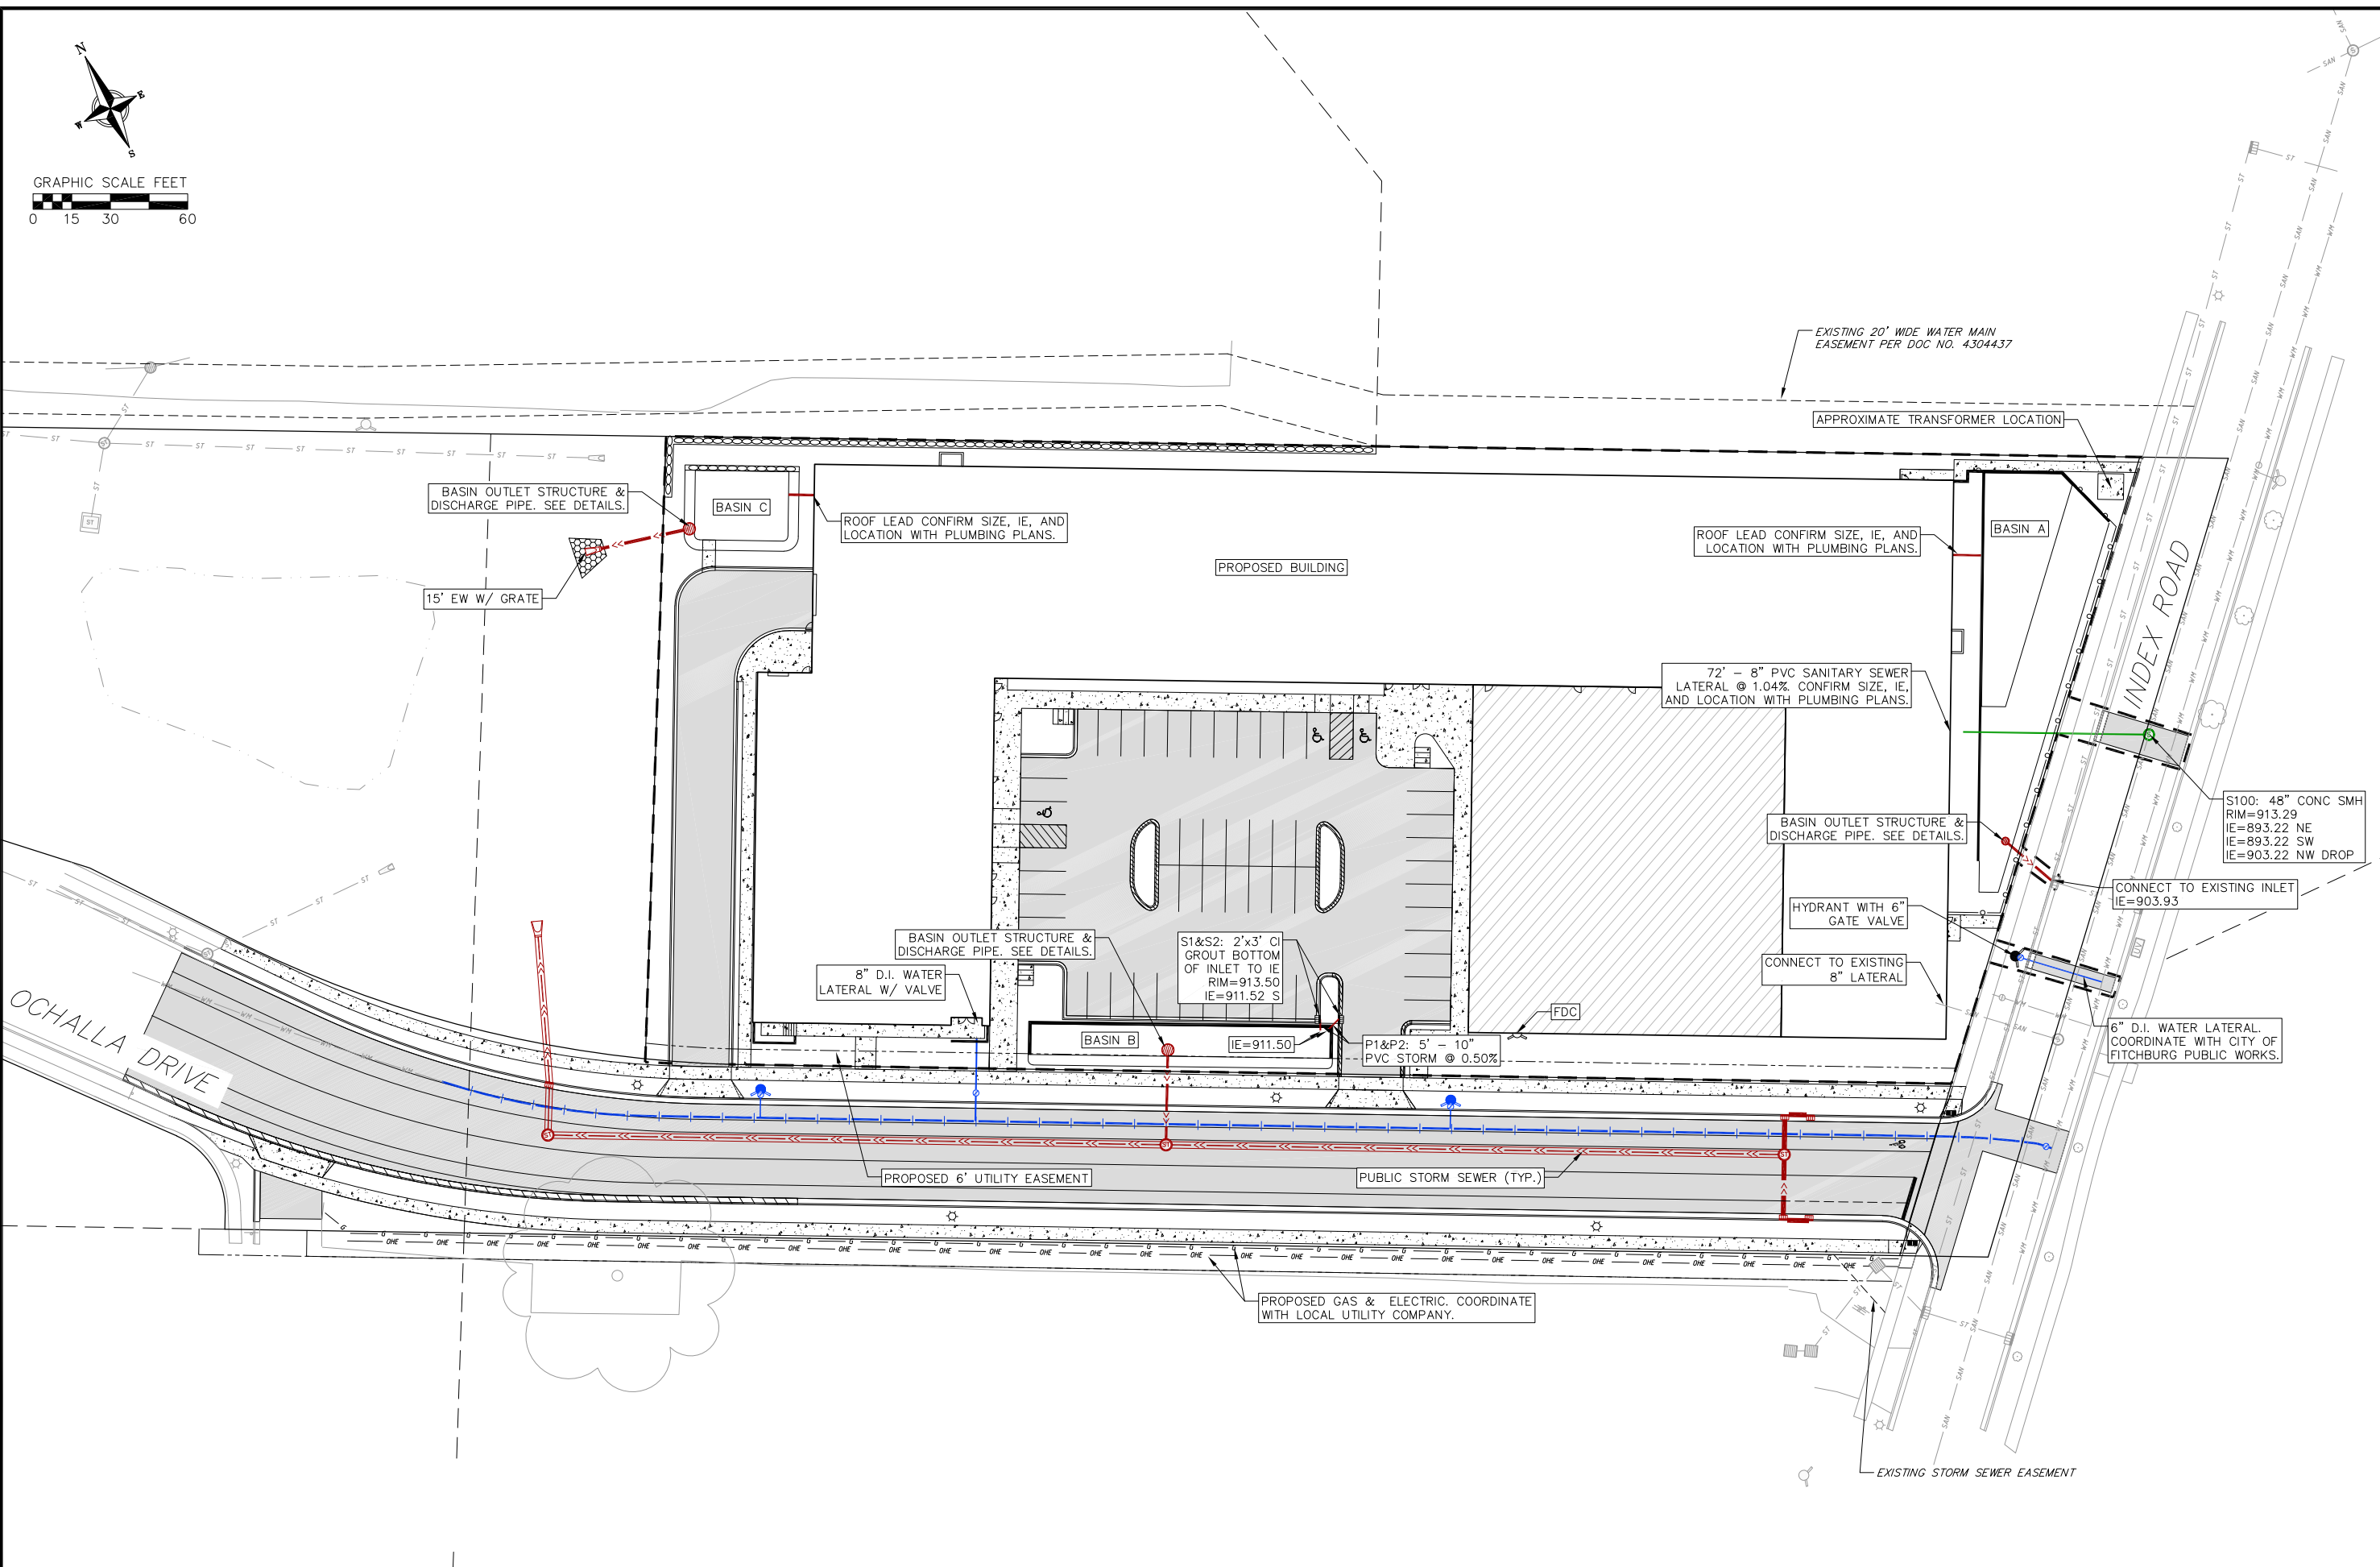 N
E
W
S
GRAPHIC SCALE FEET
0 15 30 60
EXISTING 20' WIDE WATER MAIN
EASEMENT PER DOC NO. 4304437
APPROXIMATE TRANSFORMER LOCATION
BASIN OUTLET STRUCTURE &
DISCHARGE PIPE. SEE DETAILS.
BASIN C
ROOF LEAD CONFIRM SIZE, IE, AND
LOCATION WITH PLUMBING PLANS.
ROOF LEAD CONFIRM SIZE, IE, AND
LOCATION WITH PLUMBING PLANS.
BASIN A
PROPOSED BUILDING
15' EW W/ GRATE
INDEX ROAD
72' - 8" PVC SANITARY SEWER
LATERAL @ 1.04%. CONFIRM SIZE, IE,
AND LOCATION WITH PLUMBING PLANS.
S100: 48" CONC SMH
RIM=913.29
IE=893.22 NE
IE=893.22 SW
IE=903.22 NW DROP
BASIN OUTLET STRUCTURE &
DISCHARGE PIPE. SEE DETAILS.
CONNECT TO EXISTING INLET
IE=903.93
HYDRANT WITH 6"
GATE VALVE
CONNECT TO EXISTING
8" LATERAL
6" D.I. WATER LATERAL.
COORDINATE WITH CITY OF
FITCHBURG PUBLIC WORKS.
BASIN OUTLET STRUCTURE &
DISCHARGE PIPE. SEE DETAILS.
8" D.I. WATER
LATERAL W/ VALVE
S1&S2: 2'x3' CI
GROUT BOTTOM
OF INLET TO IE
RIM=913.50
IE=911.52 S
FDC
BASIN B
IE=911.50
P1&P2: 5' - 10"
PVC STORM @ 0.50%
OCHALLA DRIVE
PROPOSED 6' UTILITY EASEMENT
PUBLIC STORM SEWER (TYP.)
PROPOSED GAS & ELECTRIC. COORDINATE
WITH LOCAL UTILITY COMPANY.
EXISTING STORM SEWER EASEMENT